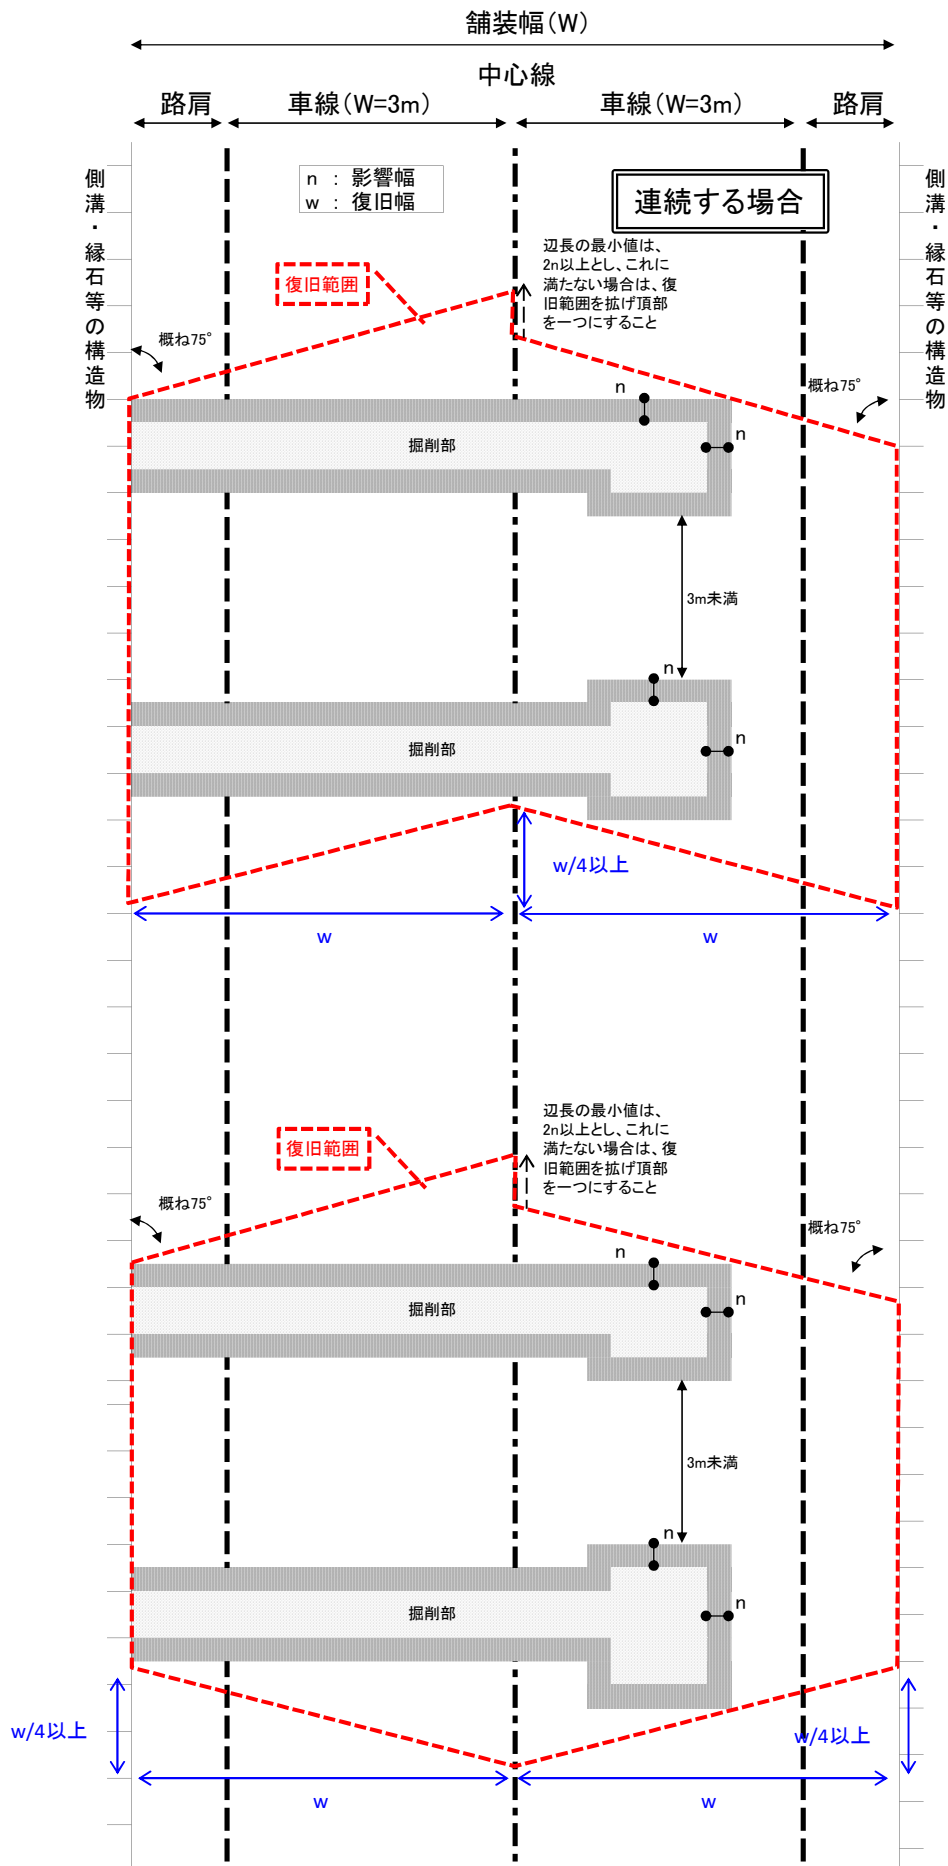 舗装幅(W)
中心線
路肩
車線(W=3m)
車線(W=3m)
路肩
側溝・縁石等の構造物
n : 影響幅
w : 復旧幅
連続する場合
側溝・縁石等の構造物
復旧範囲
辺長の最小値は、
2n以上とし、これに
満たない場合は、復
旧範囲を拡げ頂部
を一つにすること
概ね75°
概ね75°
n
n
掘削部
3m未満
n
n
掘削部
w/4以上
w
w
復旧範囲
辺長の最小値は、
2n以上とし、これに
満たない場合は、復
旧範囲を拡げ頂部
を一つにすること
概ね75°
概ね75°
n
n
掘削部
3m未満
n
n
掘削部
w/4以上
w/4以上
w
w